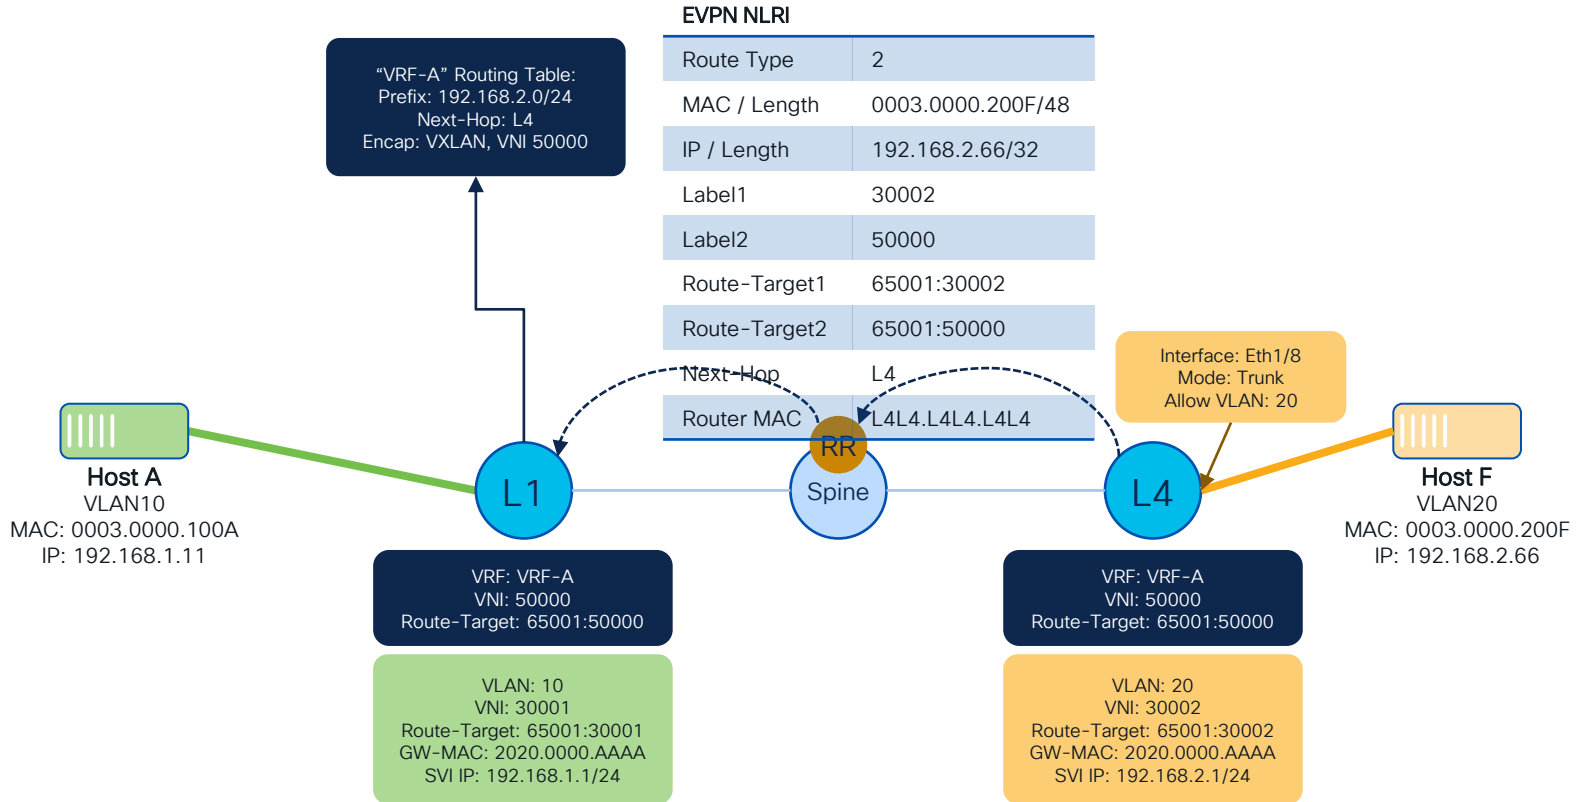 EVPN NLRI
Route Type 2
MAC / Length 0003.0000.200F/48
IP / Length 192.168.2.66/32
Label1 30002
Label2 50000
Route-Target1 65001:30002
Route-Target2 65001:50000
Next-Hop L4
Router MAC L4L4.L4L4.L4L4
“VRF-A” Routing Table:
Prefix: 192.168.2.0/24
Next-Hop: L4
Encap: VXLAN, VNI 50000
Interface: Eth1/8
Mode: Trunk
Allow VLAN: 20
Host A
VLAN10
MAC: 0003.0000.100A
IP: 192.168.1.11
L1
RR
Spine
L4
Host F
VLAN20
MAC: 0003.0000.200F
IP: 192.168.2.66
VRF: VRF-A
VNI: 50000
Route-Target: 65001:50000
VLAN: 10
VNI: 30001
Route-Target: 65001:30001
GW-MAC: 2020.0000.AAAA
SVI IP: 192.168.1.1/24
VRF: VRF-A
VNI: 50000
Route-Target: 65001:50000
VLAN: 20
VNI: 30002
Route-Target: 65001:30002
GW-MAC: 2020.0000.AAAA
SVI IP: 192.168.2.1/24